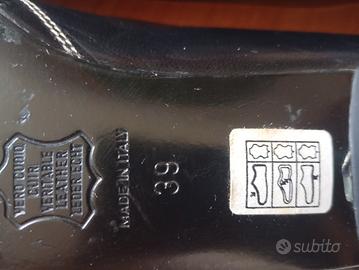 VERO CUOIO
CUIR
VERITABLE
LEATHER
LEDER ECHT
MADE IN ITALY
39
subito